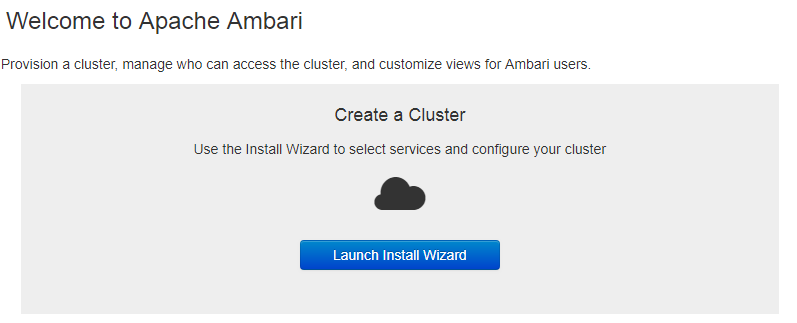 Welcome to Apache Ambari
Provision a cluster, manage who can access the cluster, and customize views for Ambari users.
Create a Cluster
Use the Install Wizard to select services and configure your cluster
Launch Install Wizard